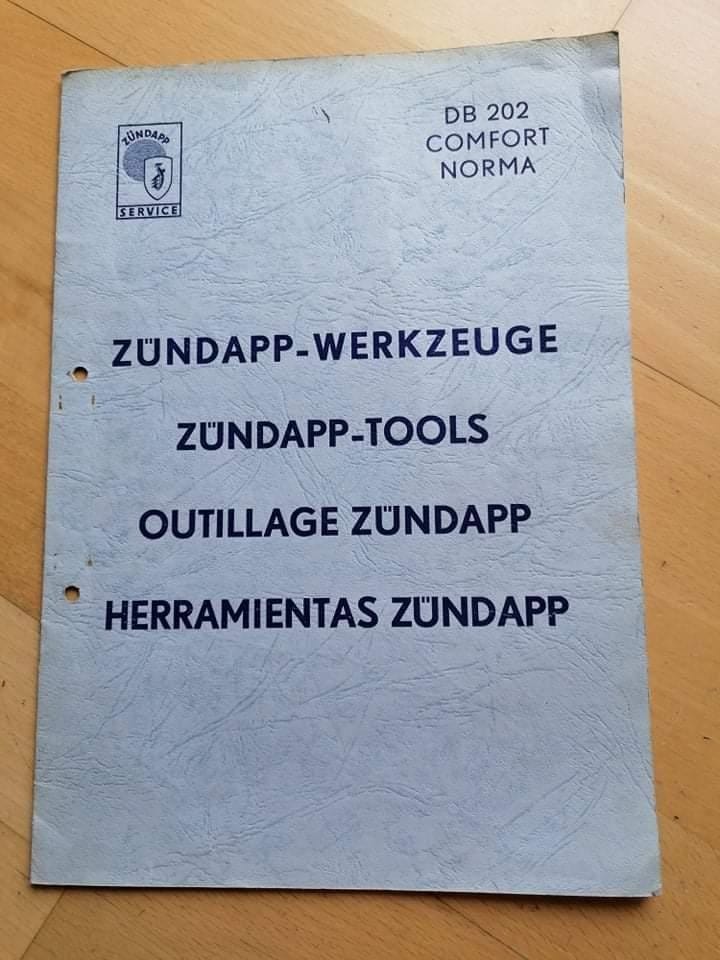 ZÜNDAPP
SERVICE
DB 202
COMFORT
NORMA
ZÜNDAPP-WERKZEUGE
ZÜNDAPP-TOOLS
OUTILLAGE ZÜNDAPP
HERRAMIENTAS ZÜNDAPP